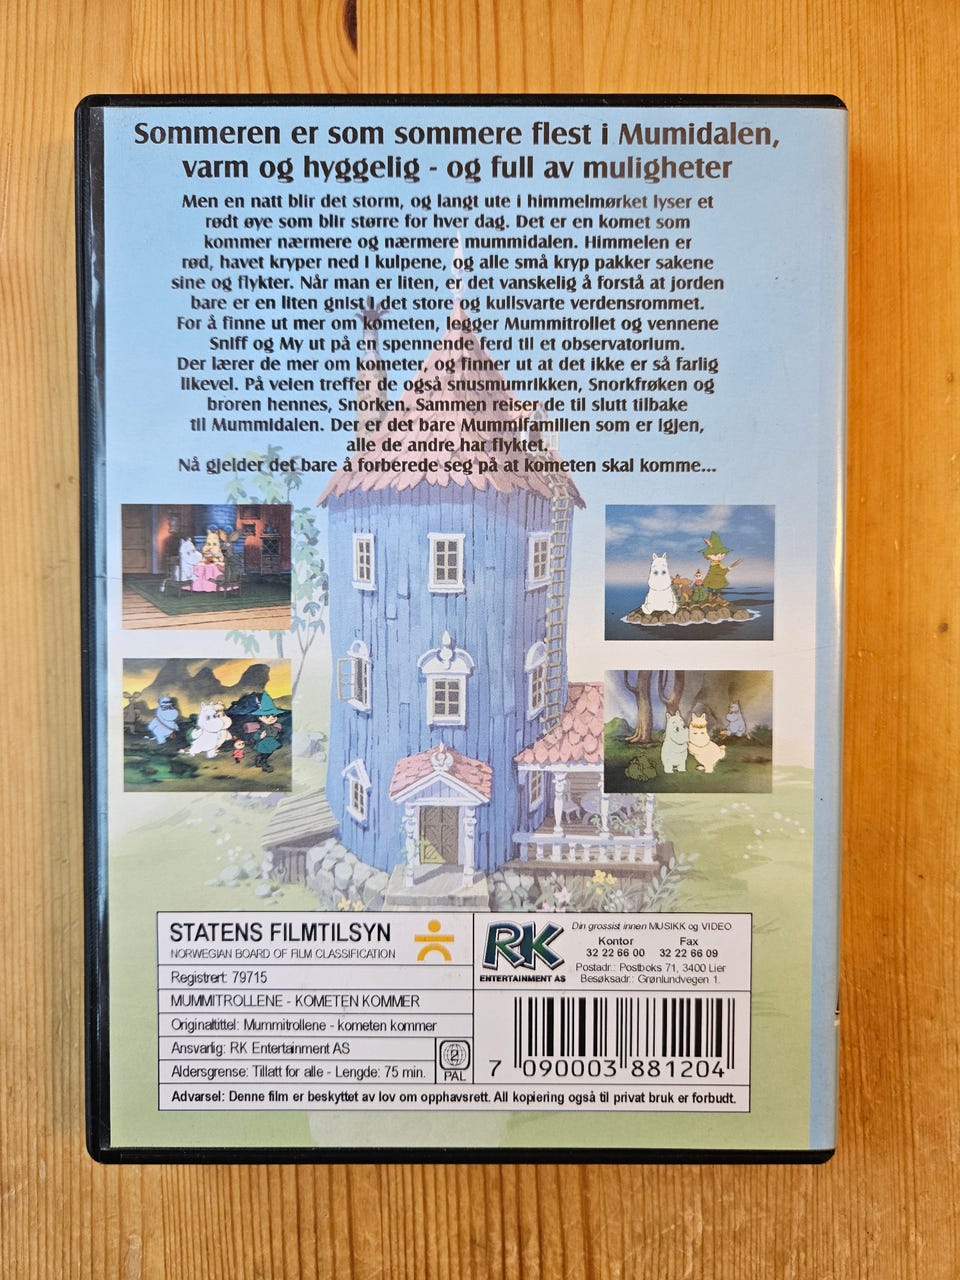 Sommeren er som sommere flest i Mumidalen,
varm og hyggelig - og full av muligheter
Men en natt blir det storm, og langt ute i himmelmørket lyser et
rødt øye som blir større for hver dag. Det er en komet som
kommer nærmere og nærmere mummidalen. Himmelen er
rød, havet kryper ned i kulpene, og alle små kryp pakker sakene
sine og flykter. Når man er liten, er det vanskelig å forstå at jorden
bare er en liten gnist i det store og kullsvarte verdensrommet.
For å finne ut mer om kometen, legger Mummitrollet og vennene
Sniff og My ut på en spennende ferd til et observatorium.
Der lærer de mer om kometer, og finner ut at det ikke er så farlig
likevel. På veien treffer de også snusmumrikken, Snorkfrøken og
broren hennes, Snorken. Sammen reiser de til slutt tilbake
til Mummidalen. Der er det bare Mummifamilien som er igjen,
alle de andre har flyktet.
Nå gjelder det bare å forberede seg på at kometen skal komme...
STATENS FILMTILSYN
NORWEGIAN BOARD OF FILM CLASSIFICATION
Registrert: 79715
MUMMITROLLENE - KOMETEN KOMMER
Originaltittel: Mummitrollene - kometen kommer
Ansvarlig: RK Entertainment AS
Aldersgrense: Tillatt for alle - Lengde: 75 min.
2
PAL
RK
ENTERTAINMENT AS
Din grossist innen MUSIKK og VIDEO
Kontor Fax
32 22 66 00 32 22 66 09
Postadr.: Postboks 71, 3400 Lier
Besøksadr.: Grønlundvegen 1.
7 090003 881204
Advarsel: Denne film er beskyttet av lov om opphavsrett. All kopiering også til privat bruk er forbudt.